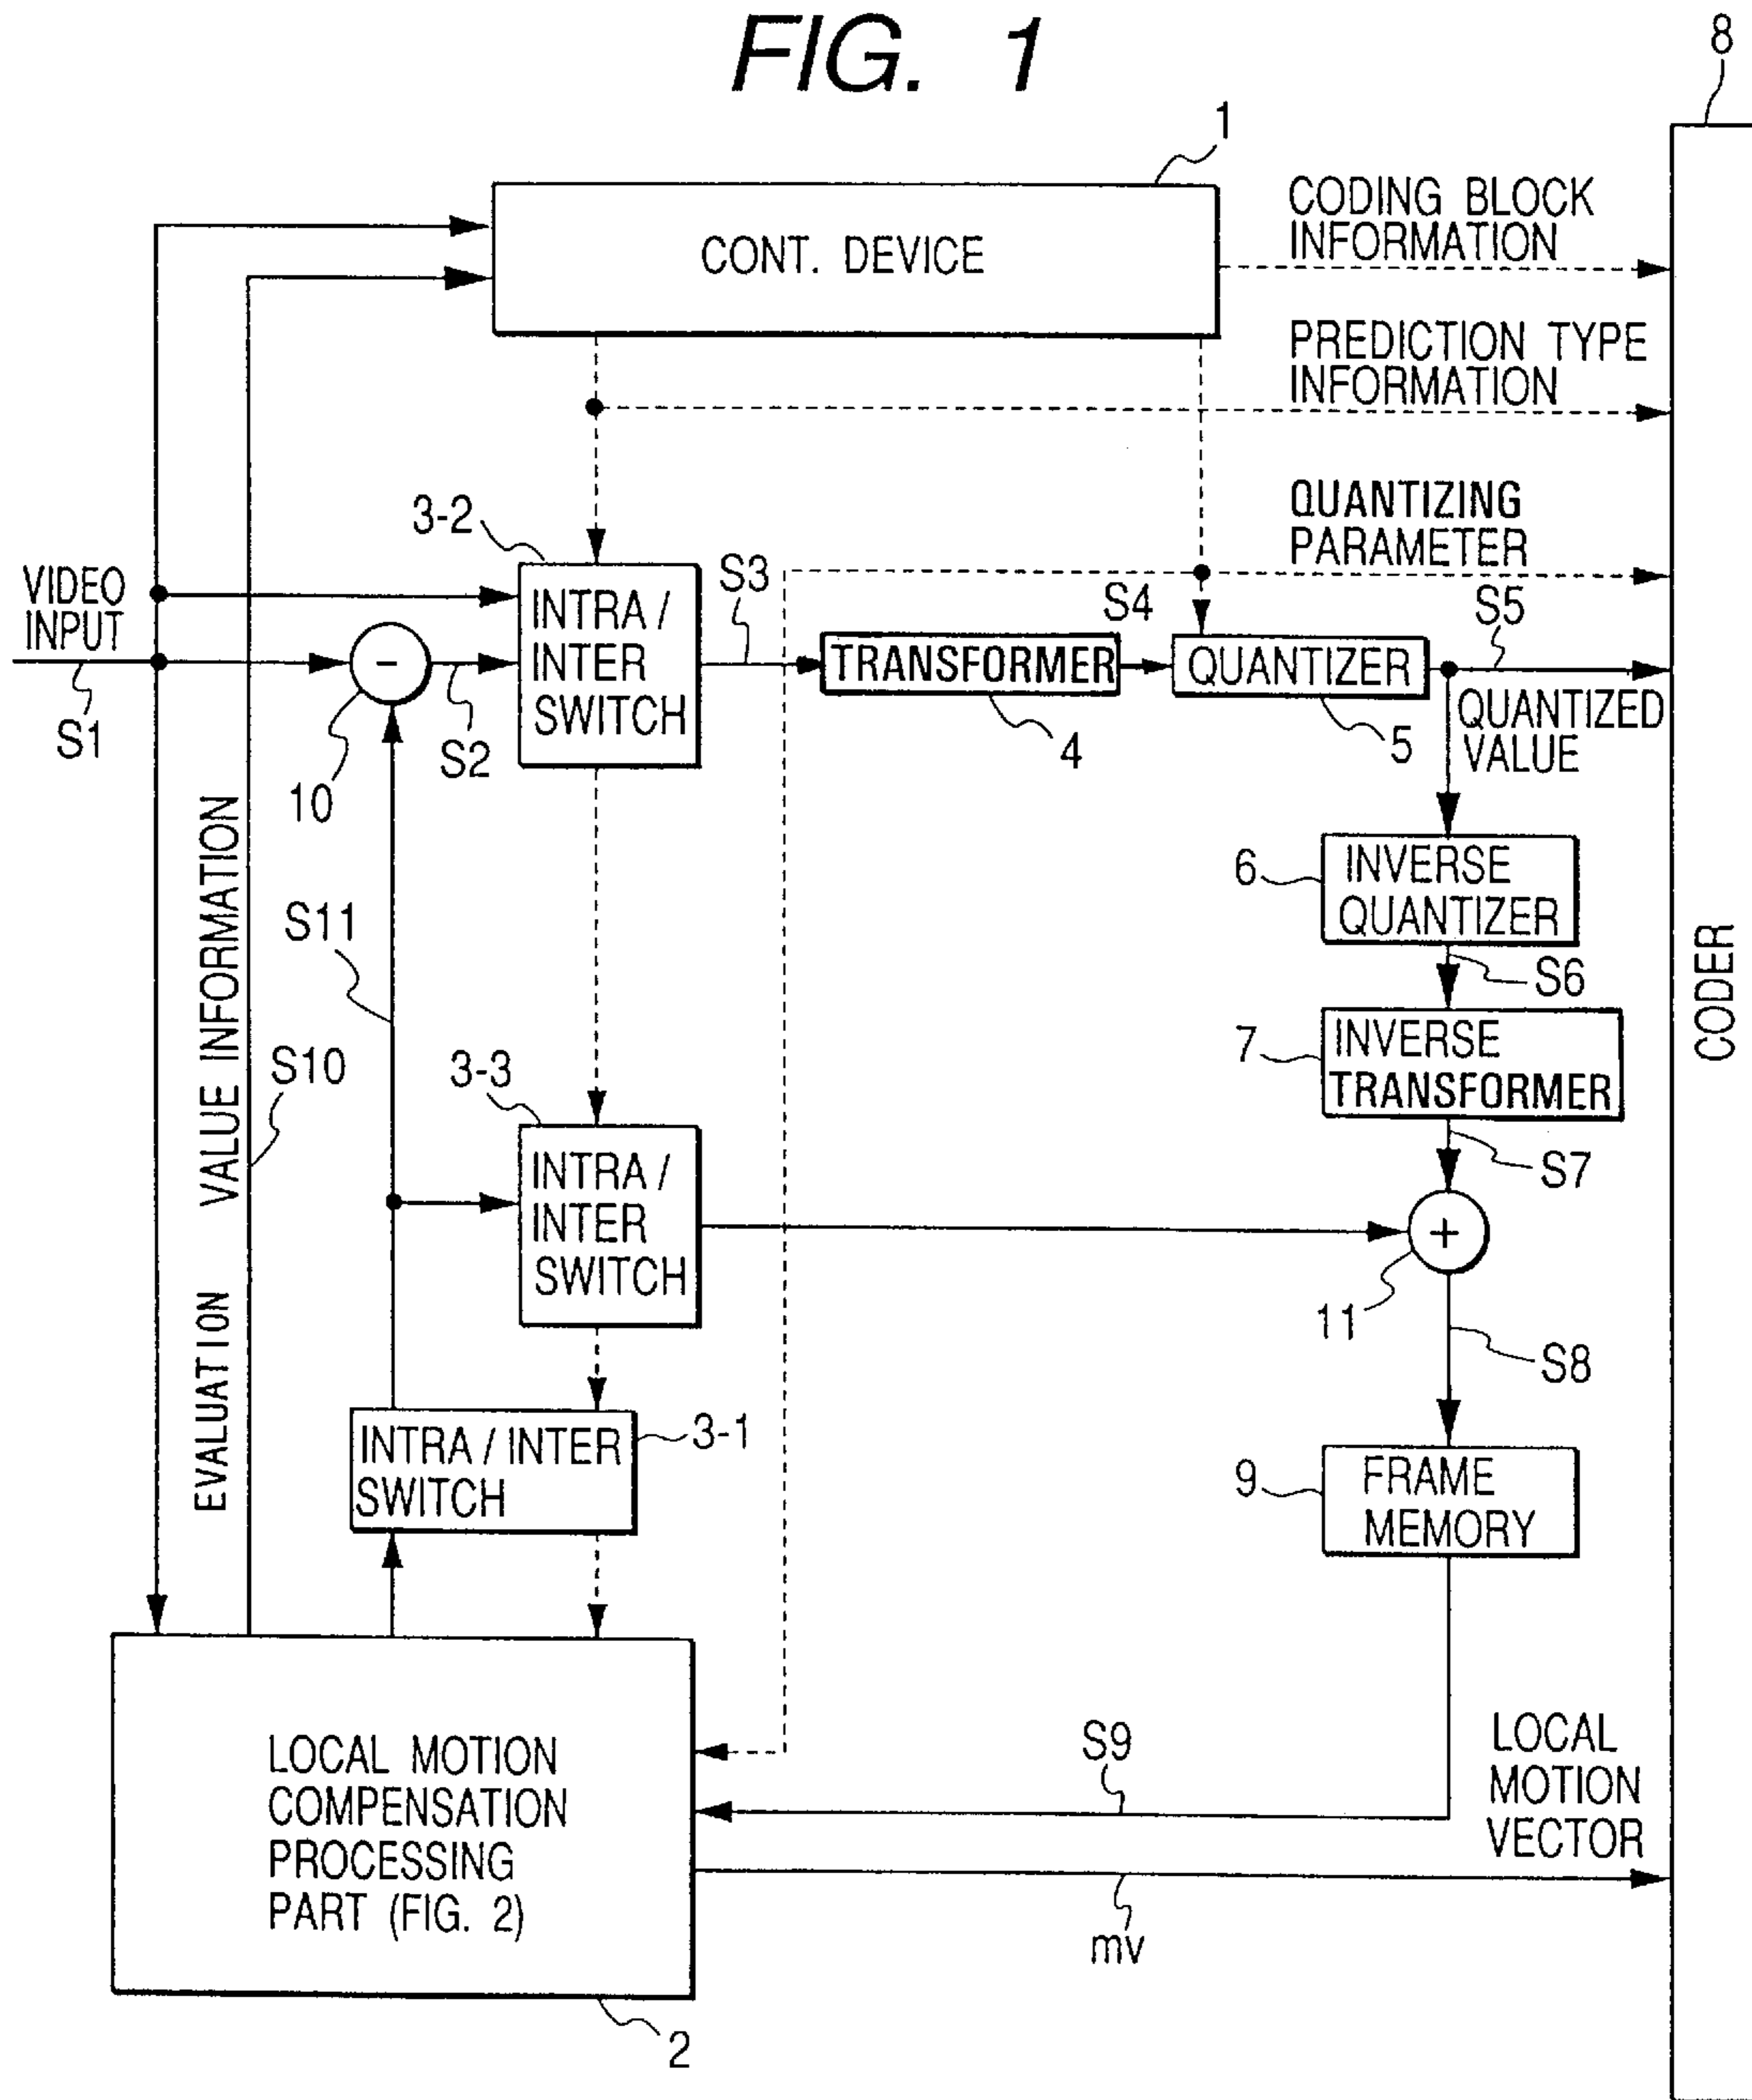 FIG. 1
8
1
CONT. DEVICE
CODING BLOCK
INFORMATION
PREDICTION TYPE
INFORMATION
QUANTIZING
PARAMETER
3-2
VIDEO
INPUT
S1
-
10
S2
INTRA /
INTER
SWITCH
S3
TRANSFORMER
4
S4
QUANTIZER
5
S5
QUANTIZED
VALUE
6
INVERSE
QUANTIZER
S6
7
INVERSE
TRANSFORMER
S7
CODER
S11
S10
EVALUATION VALUE INFORMATION
3-3
INTRA /
INTER
SWITCH
+
11
S8
INTRA / INTER
SWITCH
3-1
9
FRAME
MEMORY
LOCAL MOTION
COMPENSATION
PROCESSING
PART (FIG. 2)
2
S9
LOCAL
MOTION
VECTOR
mv